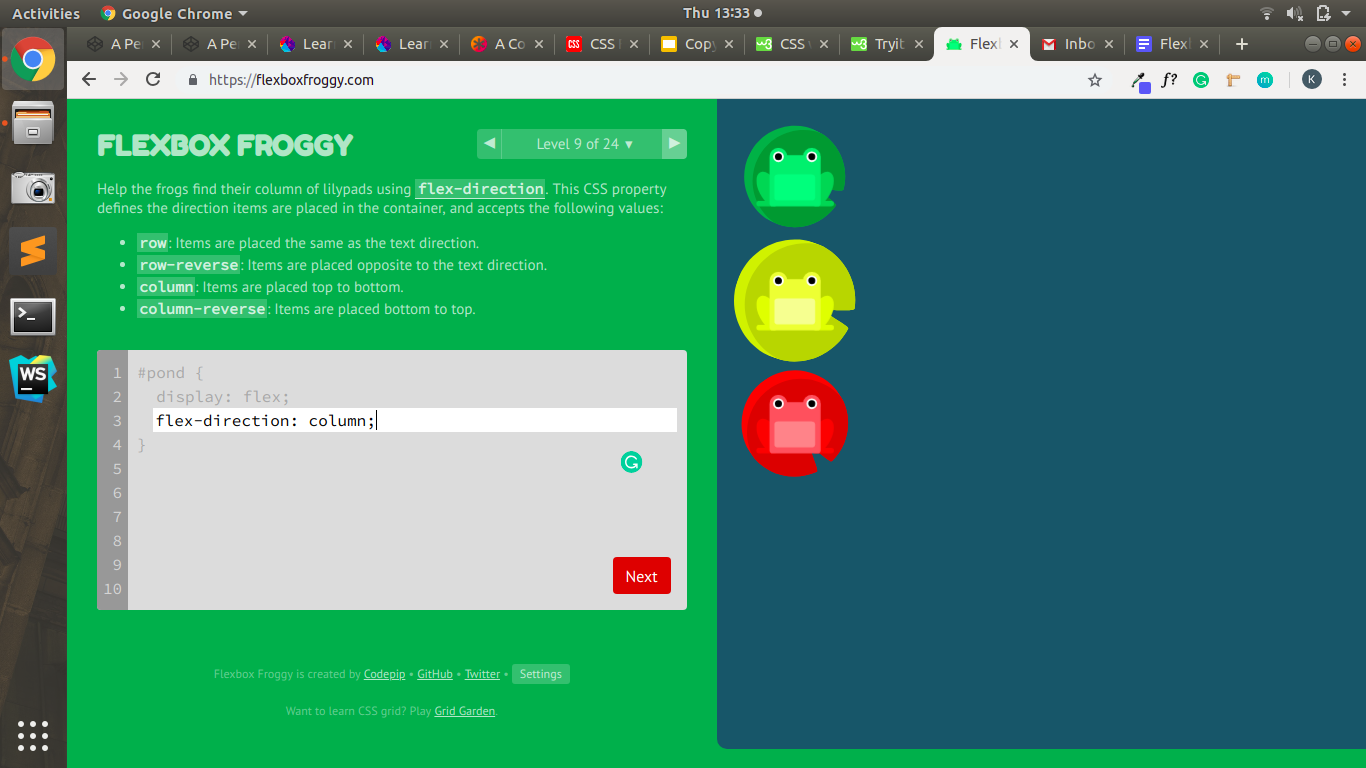 Activities Google Chrome Thu 13:33
A Pe A Pe Learn Learn A Co CSS Copy CSS v Tryit Flex Inbo Flex
https://flexboxfroggy.com f? K
FLEXBOX FROGGY
◀ Level 9 of 24 ▼ ▶
Help the frogs find their column of lilypads using flex-direction. This CSS property
defines the direction items are placed in the container, and accepts the following values:
• row: Items are placed the same as the text direction.
• row-reverse: Items are placed opposite to the text direction.
• column: Items are placed top to bottom.
• column-reverse: Items are placed bottom to top.
1 #pond {
2 display: flex;
3 flex-direction: column;
4 }
5
6
7
8
9
10
Next
Flexbox Froggy is created by Codepip • GitHub • Twitter • Settings
Want to learn CSS grid? Play Grid Garden.
WS